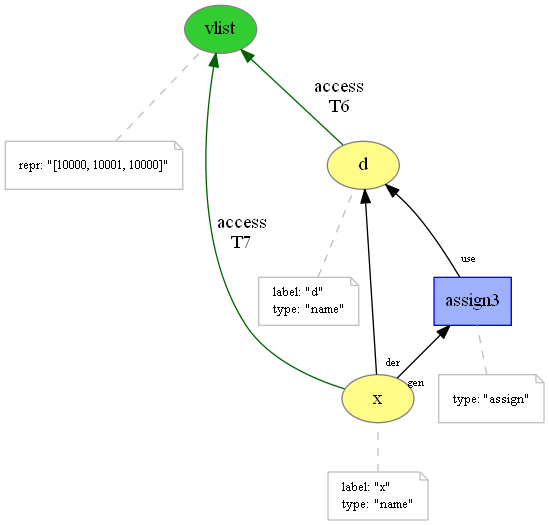 vlist
access
T6
repr: "[10000, 10001, 10000]"
d
access
T7
use
label: "d"
type: "name"
assign3
der
gen
x
type: "assign"
label: "x"
type: "name"